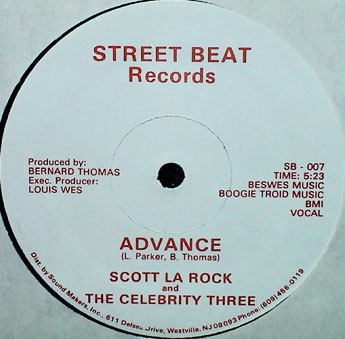 STREET BEAT
Records
Produced by:
BERNARD THOMAS
Exec. Producer:
LOUIS WES
SB - 007
TIME: 5:23
BESWES MUSIC
BOOGIE TROID MUSIC
BMI
VOCAL
ADVANCE
(L. Parker, B. Thomas)
SCOTT LA ROCK
and
THE CELEBRITY THREE
Dist. by Sound Makers, Inc., 611 Delsea Drive, Westville, NJ 08093 Phone: (609) 456-0119